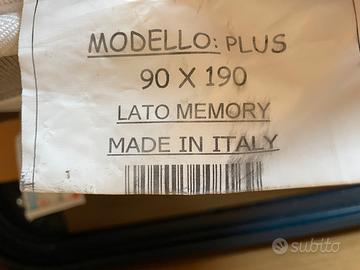 MODELLO: PLUS
90 X 190
LATO MEMORY
MADE IN ITALY
subito